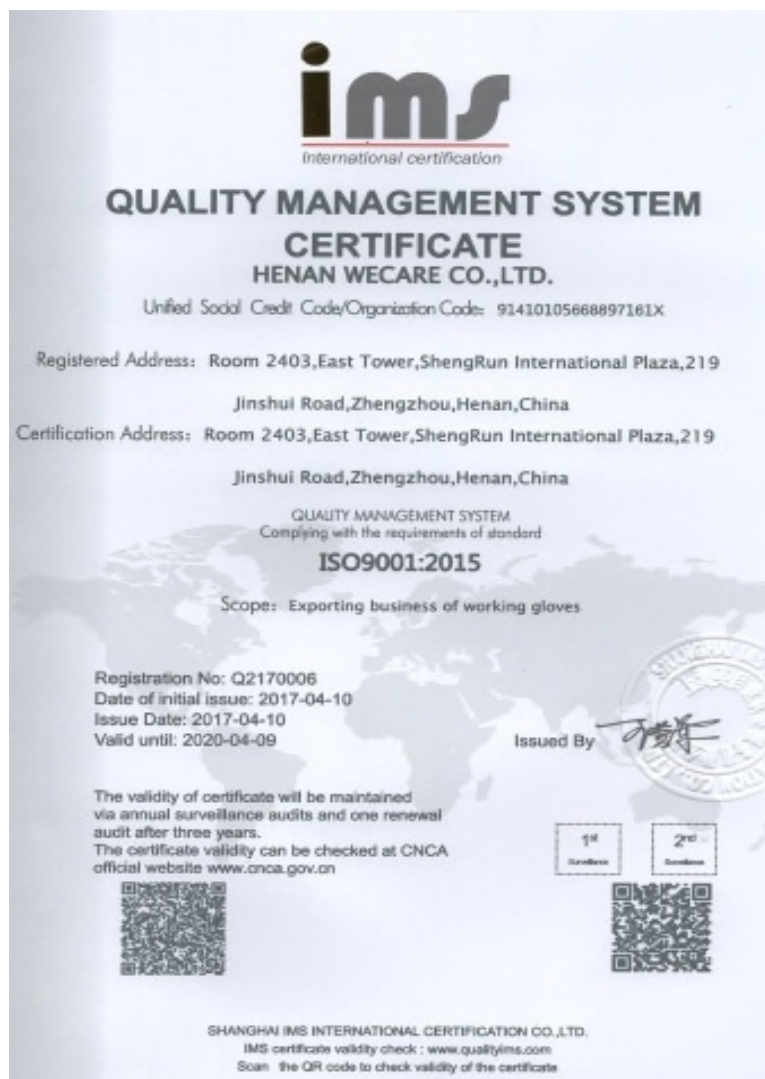 ims
International certification
QUALITY MANAGEMENT SYSTEM
CERTIFICATE
HENAN WECARE CO.,LTD.
Unified Social Credit Code/Organization Code: 91410105668897161X
Registered Address: Room 2403,East Tower,ShengRun International Plaza,219
Jinshui Road,Zhengzhou,Henan,China
Certification Address: Room 2403,East Tower,ShengRun International Plaza,219
Jinshui Road,Zhengzhou,Henan,China
QUALITY MANAGEMENT SYSTEM
Complying with the requirements of standard
ISO9001:2015
Scope: Exporting business of working gloves
Registration No: Q2170006
Date of initial issue: 2017-04-10
Issue Date: 2017-04-10
Valid until: 2020-04-09
Issued By
SHANGHAI IMS
The validity of certificate will be maintained
via annual surveillance audits and one renewal
audit after three years.
The certificate validity can be checked at CNCA
official website www.cnca.gov.cn
1st
Surveillance
2nd
Surveillance
SHANGHAI IMS INTERNATIONAL CERTIFICATION CO.,LTD.
IMS certificate validity check : www.qualityims.com
Scan the QR code to check validity of the certificate